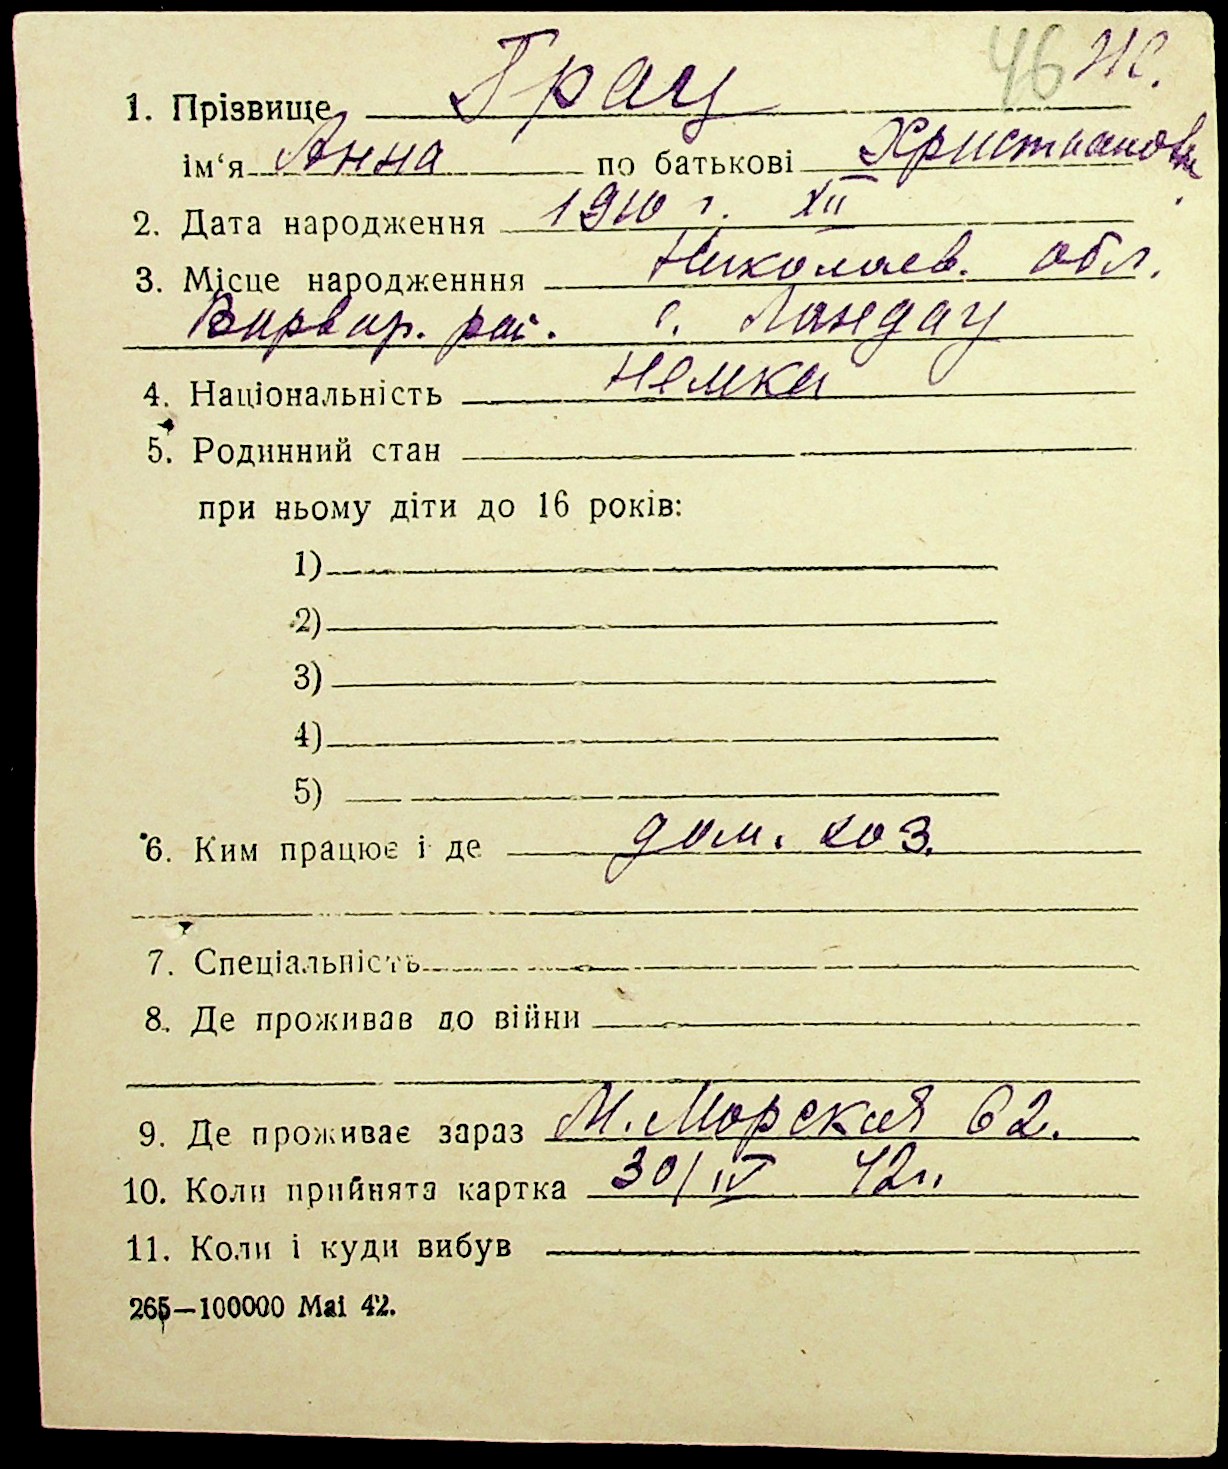 46 Ж.
1. Прізвище Грац
ім‘я Анна по батькові Христиановн.
2. Дата народження 1910 г. XII
3. Місце народженння Николаев. обл.
Варвар. рай. с. Ландау
4. Національність немка
5. Родинний стан
при ньому діти до 16 років:
1)
2)
3)
4)
5)
6. Ким працює і де дом. хоз.
7. Спеціальність
8. Де проживав до війни
9. Де проживає зараз М. Морская 62.
10. Коли прийнята картка 30/IV 42г.
11. Коли і куди вибув
265—100000 Mai 42.